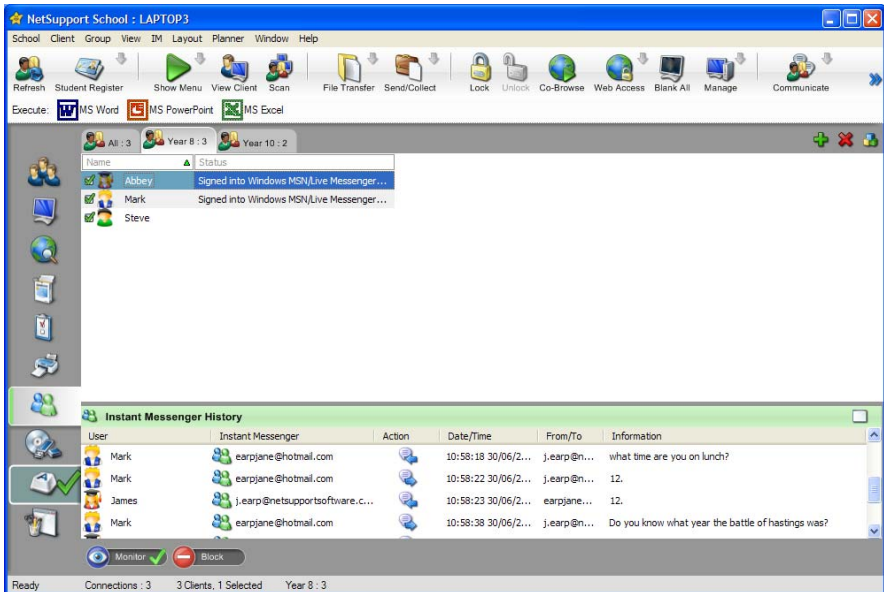 NetSupport School : LAPTOP3
School Client Group View IM Layout Planner Window Help
Refresh Student Register Show Menu View Client Scan File Transfer Send/Collect Lock Unlock Co-Browse Web Access Blank All Manage Communicate
Execute: MS Word MS PowerPoint MS Excel
All : 3 Year 8 : 3 Year 10 : 2
Name Status
Abbey Signed into Windows MSN/Live Messenger...
Mark Signed into Windows MSN/Live Messenger...
Steve
Instant Messenger History
User Instant Messenger Action Date/Time From/To Information
Mark earpjane@hotmail.com 10:58:18 30/06/2... j.earp@n... what time are you on lunch?
Mark earpjane@hotmail.com 10:58:22 30/06/2... j.earp@n... 12.
James j.earp@netsupportsoftware.c... 10:58:23 30/06/2... earpjane... 12.
Mark earpjane@hotmail.com 10:58:38 30/06/2... j.earp@n... Do you know what year the battle of hastings was?
Monitor Block
Ready Connections : 3 3 Clients, 1 Selected Year 8 : 3